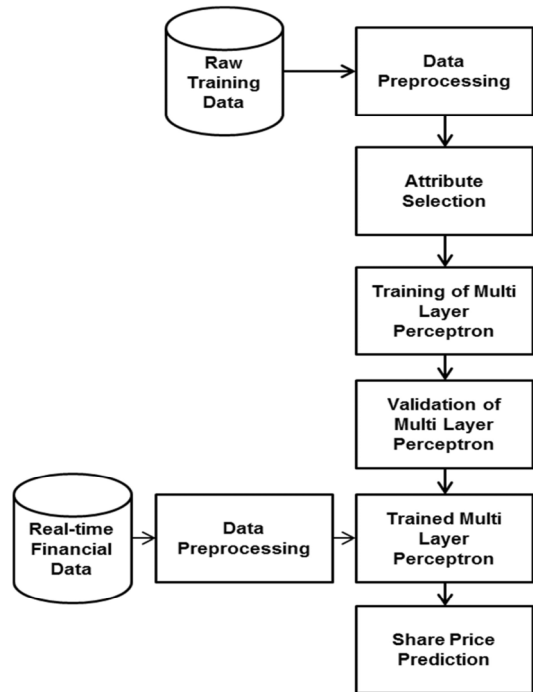 Raw
Training
Data
Data
Preprocessing
Attribute
Selection
Training of Multi
Layer
Perceptron
Validation of
Multi Layer
Perceptron
Real-time
Financial
Data
Data
Preprocessing
Trained Multi
Layer
Perceptron
Share Price
Prediction